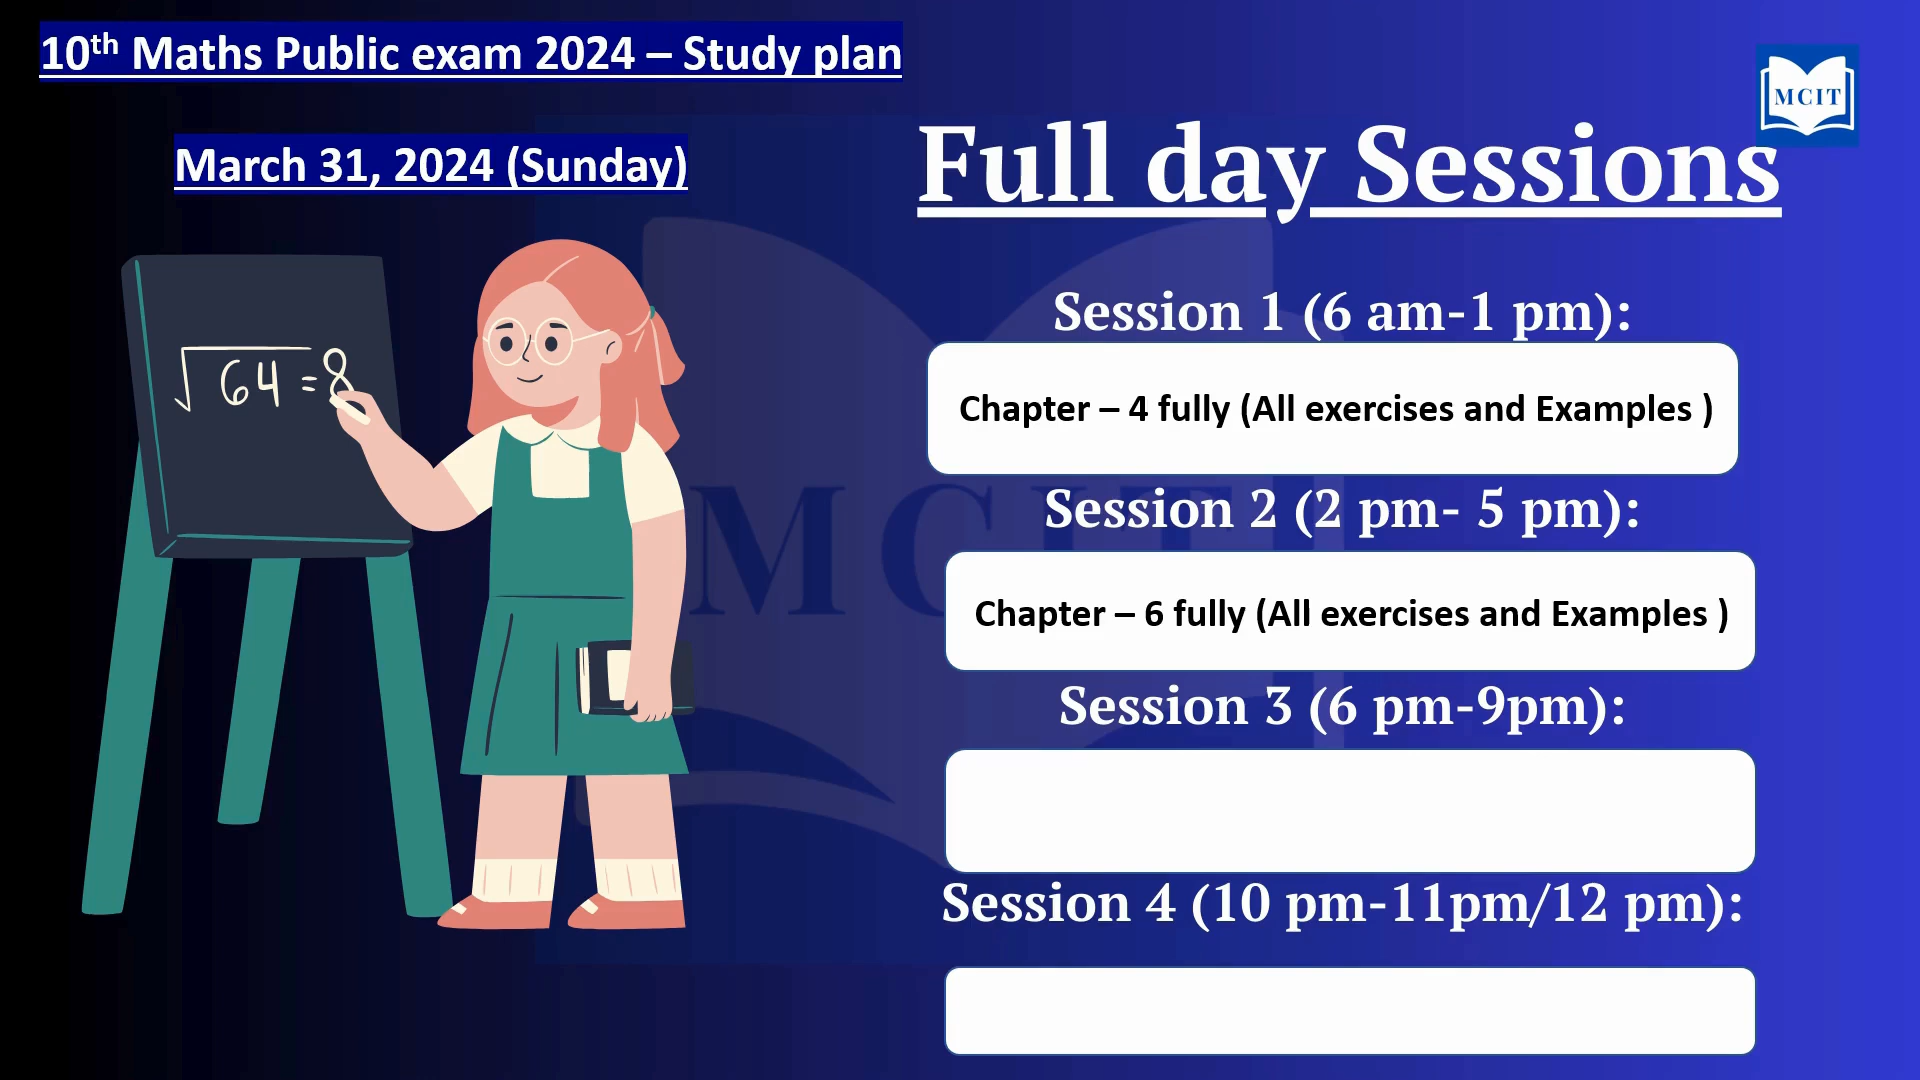 10th Maths Public exam 2024 – Study plan
MCIT
March 31, 2024 (Sunday)
Full day Sessions
√64 = 8
Session 1 (6 am-1 pm):
Chapter – 4 fully (All exercises and Examples )
Session 2 (2 pm- 5 pm):
MCIT
Chapter – 6 fully (All exercises and Examples )
Session 3 (6 pm-9pm):
Session 4 (10 pm-11pm/12 pm):